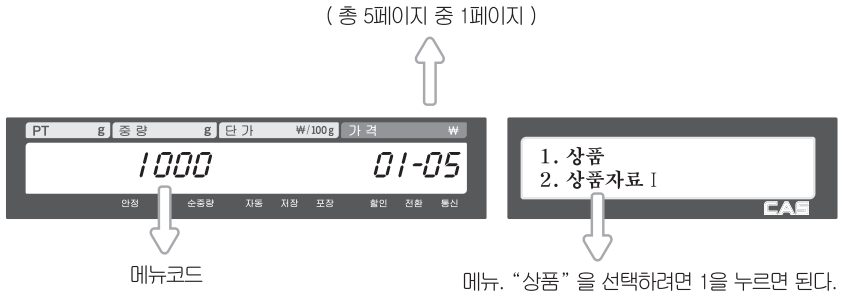 ( 총 5페이지 중 1페이지 )
PT g 중 량 g 단 가 ₩/100 g 가 격 ₩
1000 01-05
안정 순중량 자동 저장 포장 할인 전환 통신
1. 상품
2. 상품자료 I
CAS
메뉴코드
메뉴. “상품” 을 선택하려면 1을 누르면 된다.